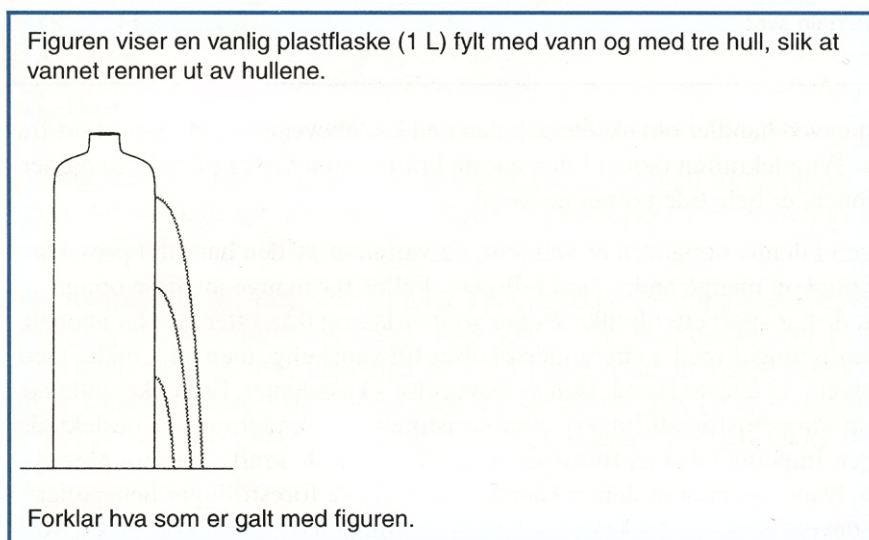 Figuren viser en vanlig plastflaske (1 L) fylt med vann og med tre hull, slik at
vannet renner ut av hullene.
Forklar hva som er galt med figuren.